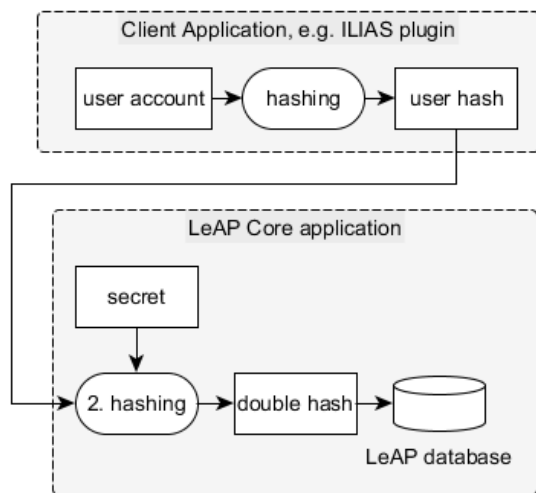 Client Application, e.g. ILIAS plugin
user account
hashing
user hash
LeAP Core application
secret
2. hashing
double hash
LeAP database